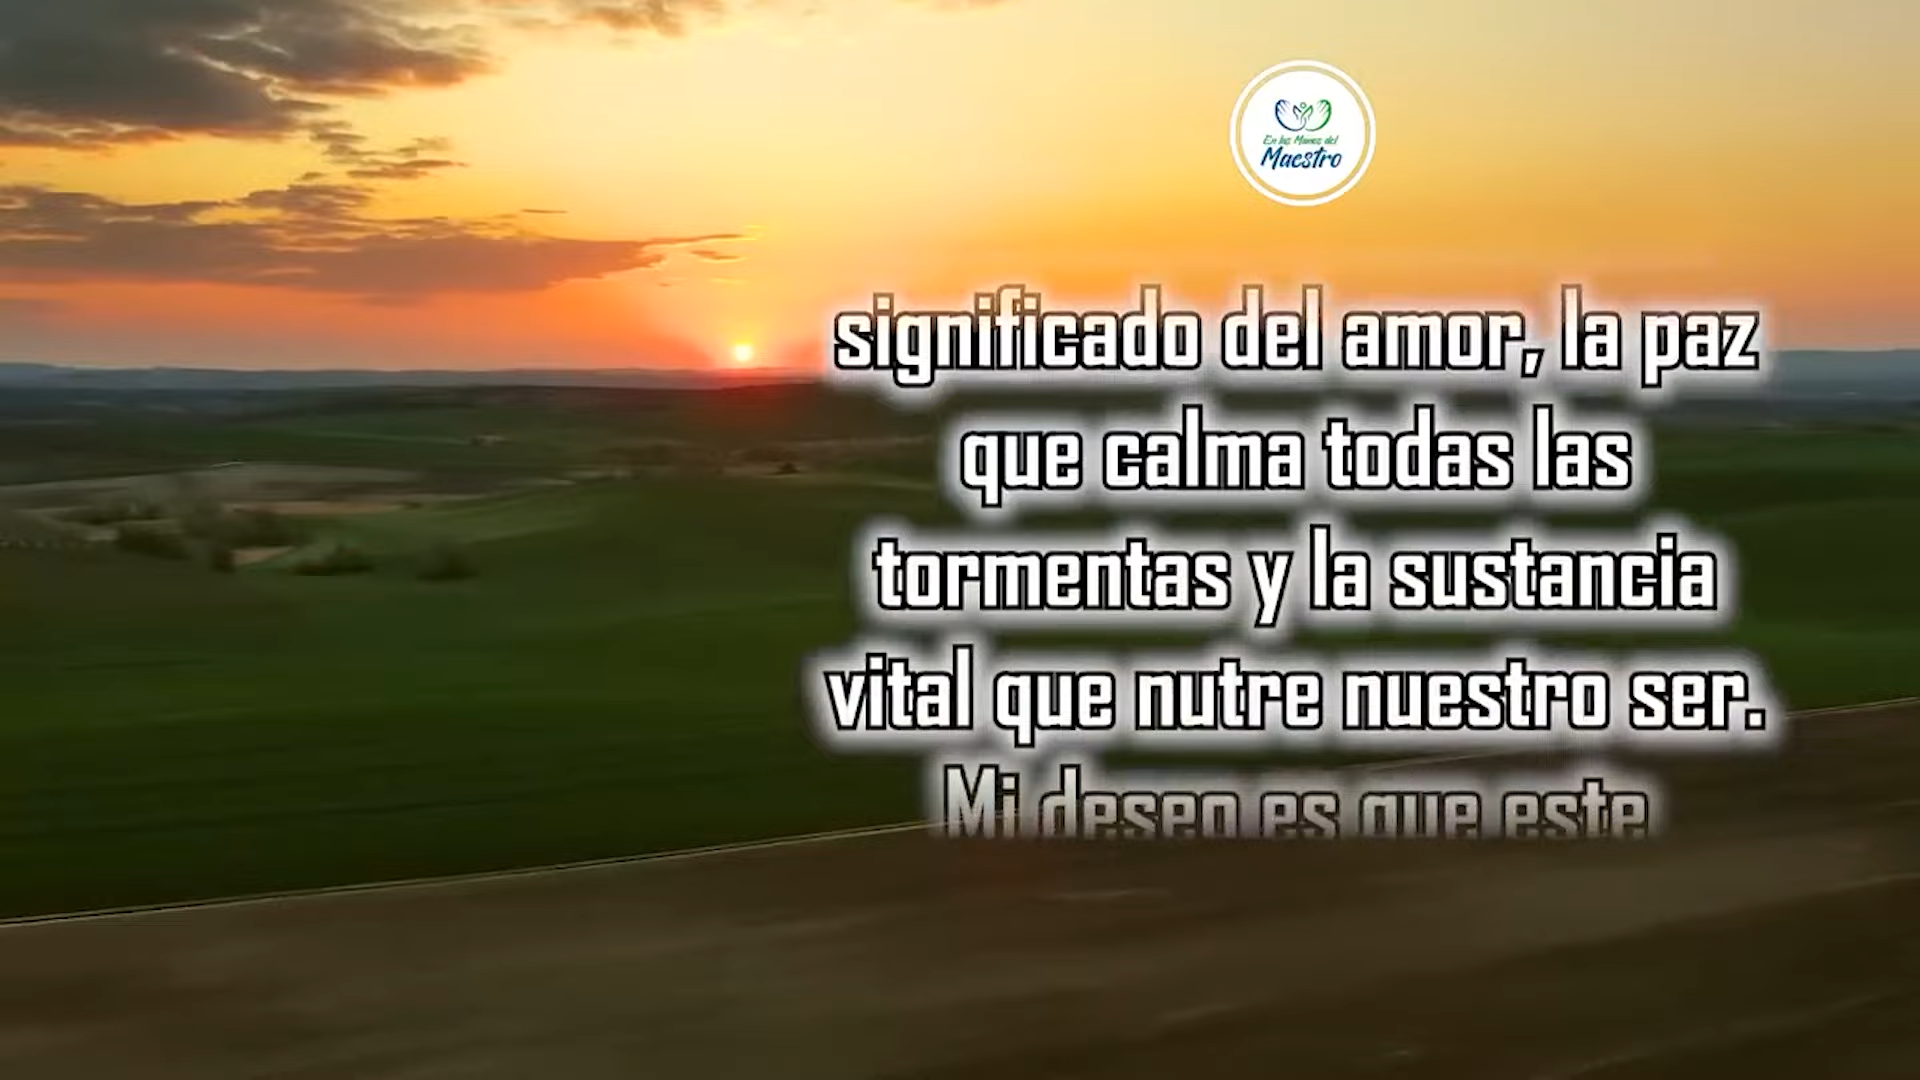 En las Manos del
Maestro
significado del amor, la paz
que calma todas las
tormentas y la sustancia
vital que nutre nuestro ser.
Mi deseo es que este